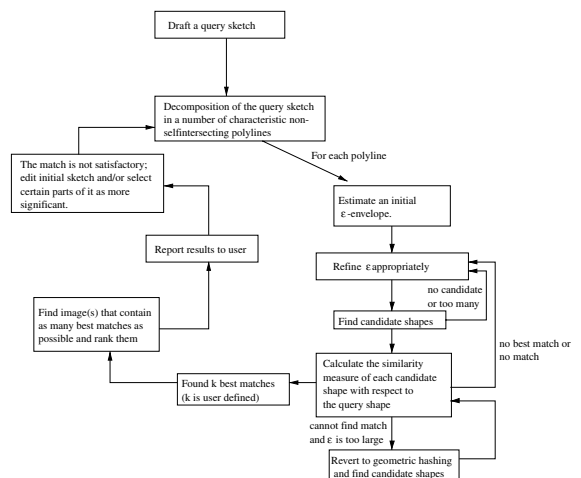 Draft a query sketch
Decomposition of the query sketch
in a number of characteristic non-
selfintersecting polylines
For each polyline
The match is not satisfactory;
edit initial sketch and/or select
certain parts of it as more
significant.
Estimate an initial
ε-envelope.
Report results to user
Refine ε appropriately
no candidate
or too many
Find image(s) that contain
as many best matches as
possible and rank them
Find candidate shapes
no best match or
no match
Calculate the similarity
measure of each candidate
shape with respect to
the query shape
Found k best matches
(k is user defined)
cannot find match
and ε is too large
Revert to geometric hashing
and find candidate shapes